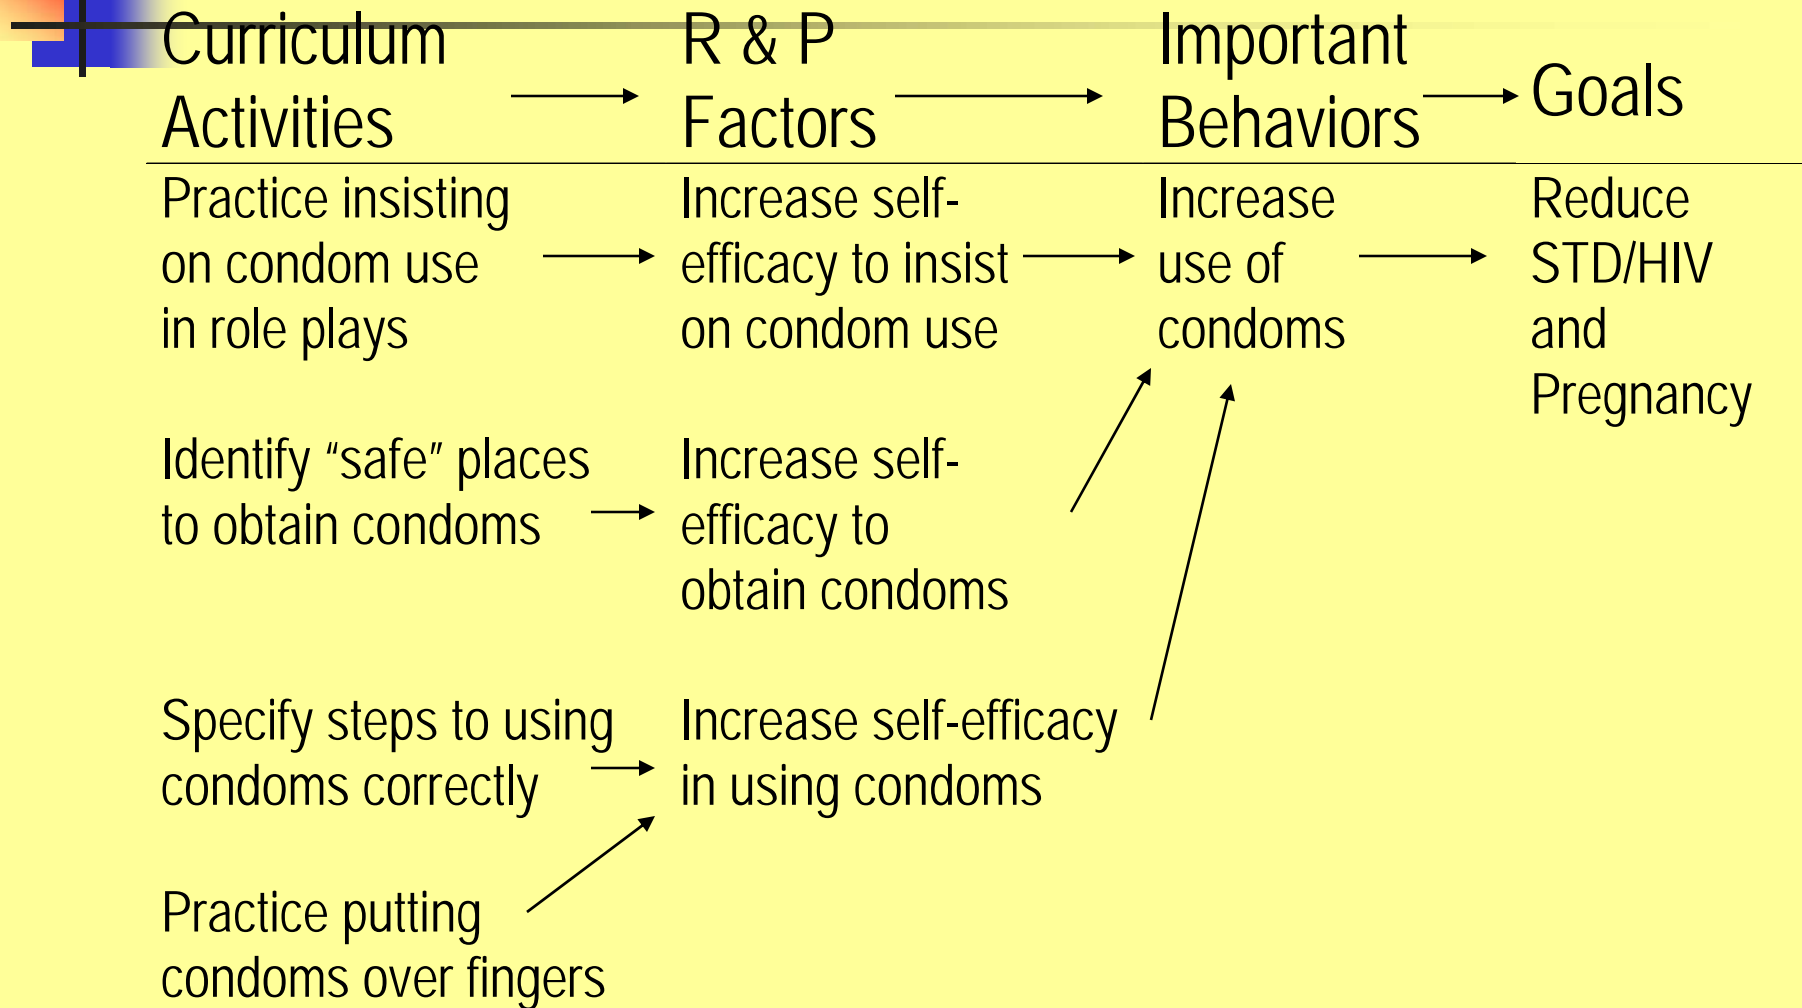 Curriculum
Activities
R & P
Factors
Important
Behaviors
Goals
Practice insisting
on condom use
in role plays
Increase self-
efficacy to insist
on condom use
Increase
use of
condoms
Reduce
STD/HIV
and
Pregnancy
Identify “safe” places
to obtain condoms
Increase self-
efficacy to
obtain condoms
Specify steps to using
condoms correctly
Increase self-efficacy
in using condoms
Practice putting
condoms over fingers